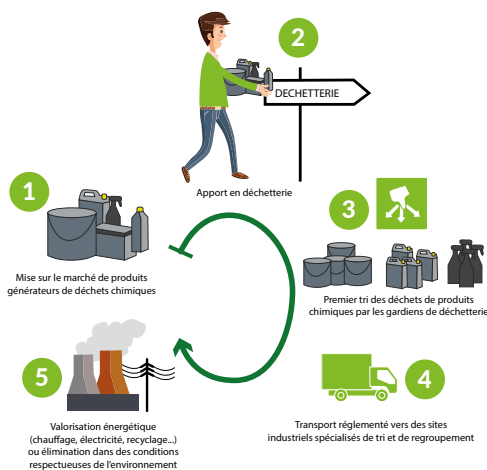 2
DECHETTERIE
Apport en déchetterie
1
Mise sur le marché de produits
générateurs de déchets chimiques
3
Premier tri des déchets de produits
chimiques par les gardiens de déchetterie
4
Transport réglementé vers des sites
industriels spécialisés de tri et de regroupement
5
Valorisation énergétique
(chauffage, électricité, recyclage...)
ou élimination dans des conditions
respectueuses de l'environnement